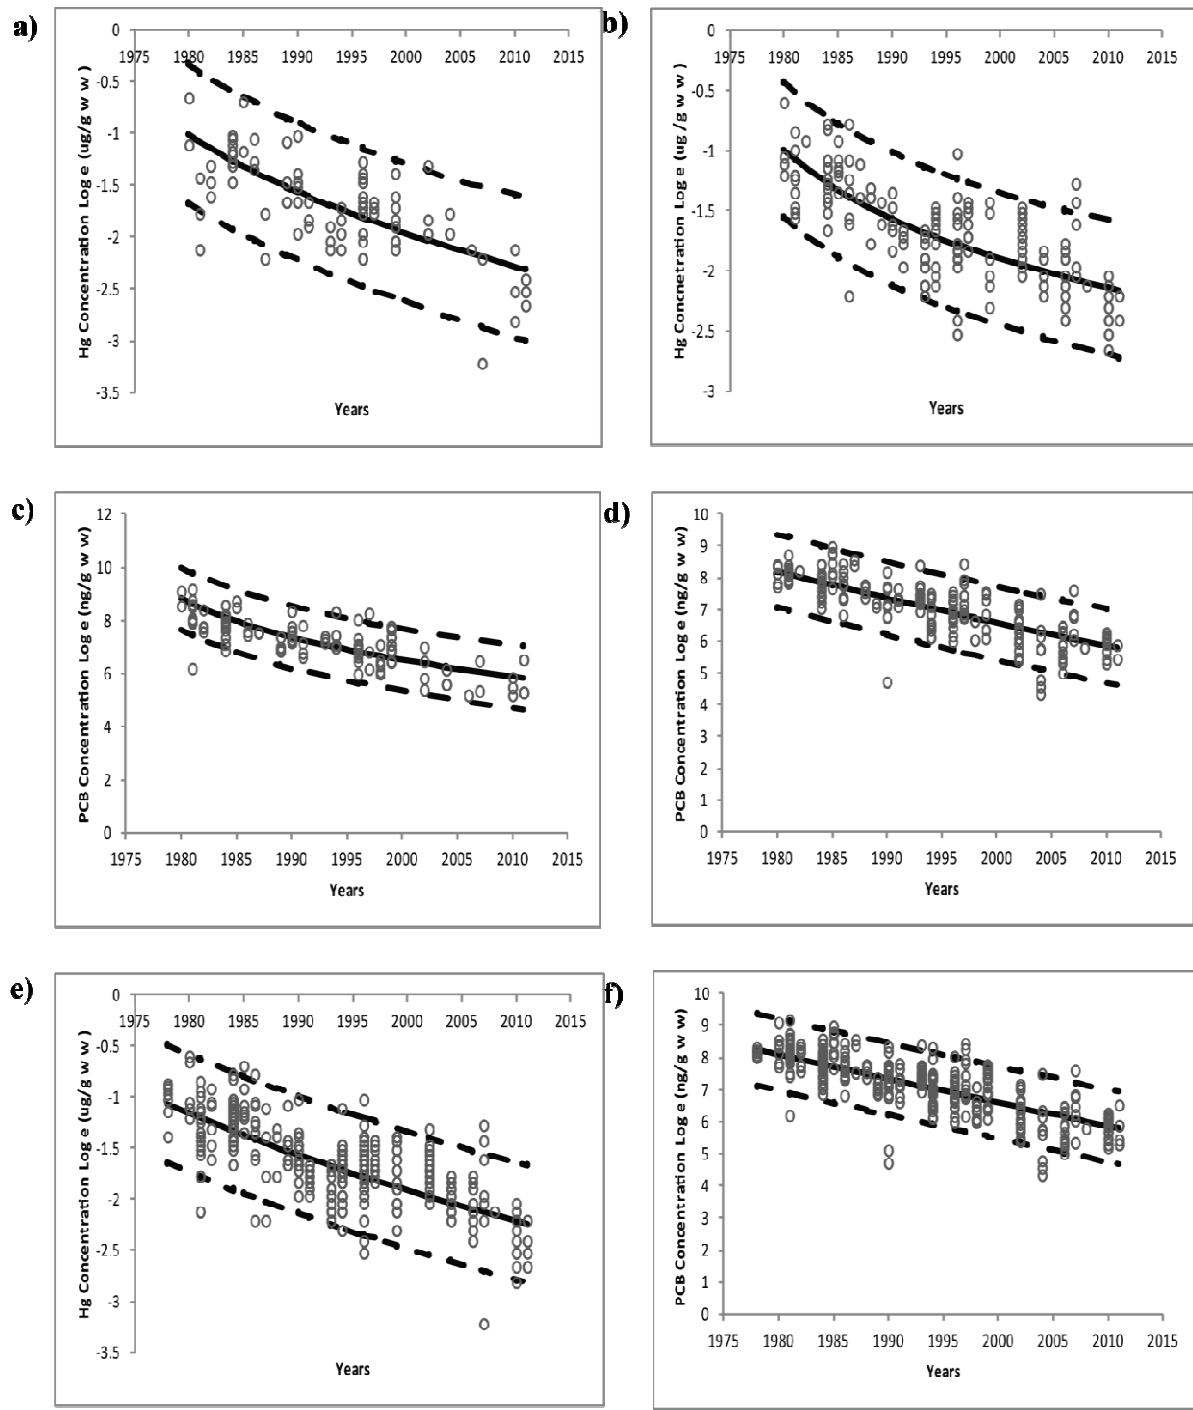 a)
0
1975 1980 1985 1990 1995 2000 2005 2010 2015
-0.5
-1
-1.5
-2
-2.5
-3
-3.5
Hg Concentration Log e (ug/g w w )
Years
b)
0
1975 1980 1985 1990 1995 2000 2005 2010 2015
-0.5
-1
-1.5
-2
-2.5
-3
Hg Concnetration Log e (ug /g w w )
Years
c)
12
10
8
6
4
2
0
1975 1980 1985 1990 1995 2000 2005 2010 2015
PCB Concentration Log e (ng/g w w)
Years
d)
10
9
8
7
6
5
4
3
2
1
0
1975 1980 1985 1990 1995 2000 2005 2010 2015
PCB Concentration Log e (ng/g w w )
Years
e)
0
1975 1980 1985 1990 1995 2000 2005 2010 2015
-0.5
-1
-1.5
-2
-2.5
-3
-3.5
Hg Concentration Log e (ug/g w w )
Years
f)
10
9
8
7
6
5
4
3
2
1
0
1975 1980 1985 1990 1995 2000 2005 2010 2015
PCB Concentration Log e (ng/g w w)
Years